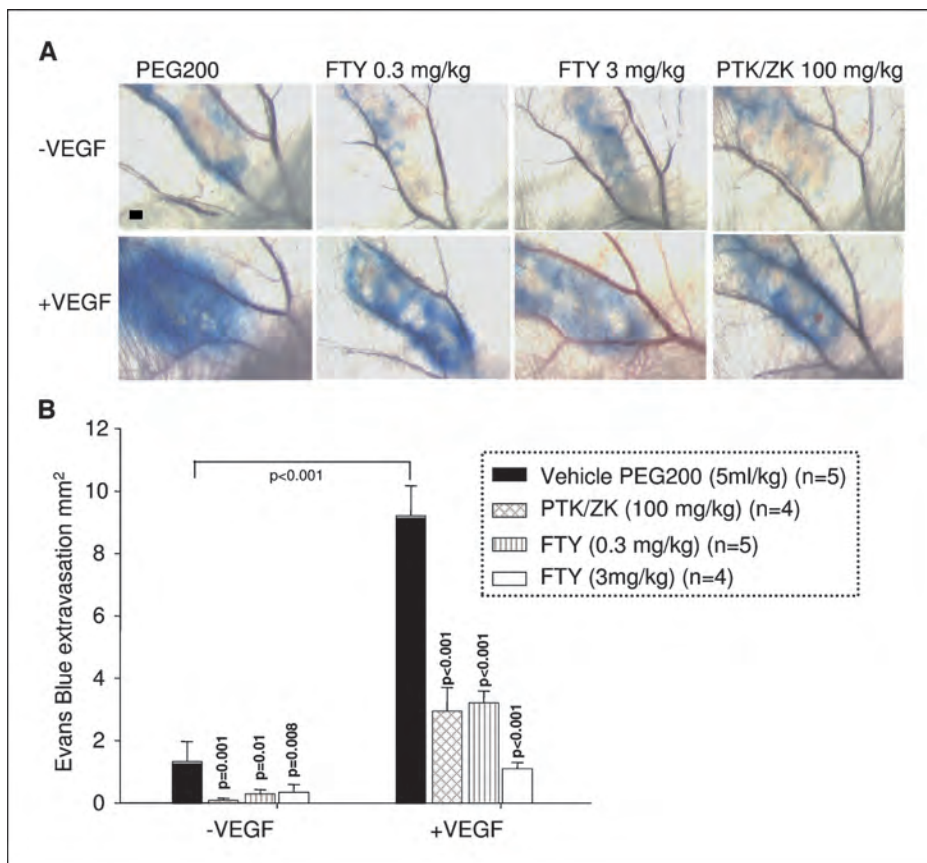 A
PEG200 FTY 0.3 mg/kg FTY 3 mg/kg PTK/ZK 100 mg/kg
-VEGF
+VEGF
B
Evans Blue extravasation mm²
12
10
8
6
4
2
0
p<0.001
Vehicle PEG200 (5ml/kg) (n=5)
PTK/ZK (100 mg/kg) (n=4)
FTY (0.3 mg/kg) (n=5)
FTY (3mg/kg) (n=4)
p=0.001
p=0.01
p=0.008
p<0.001
p<0.001
p<0.001
-VEGF +VEGF